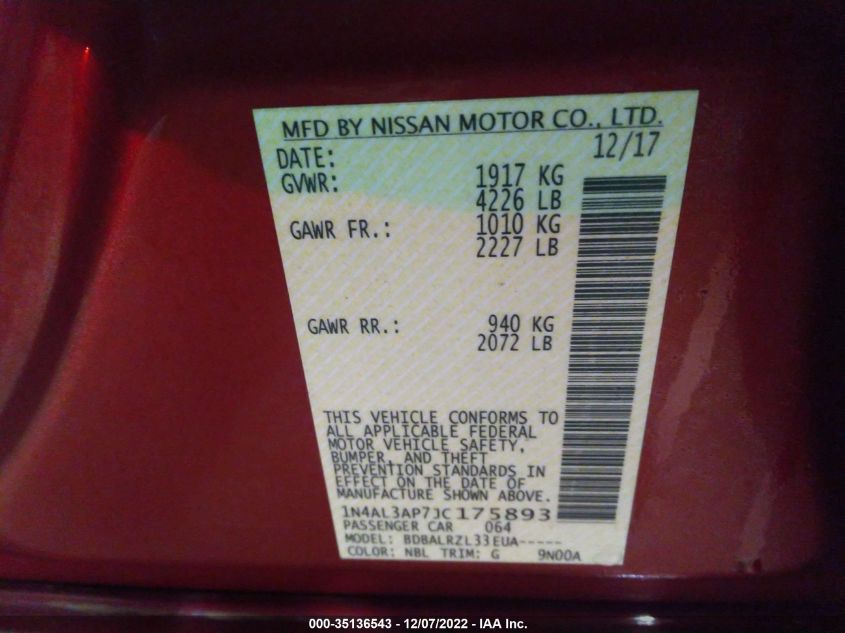 MFD BY NISSAN MOTOR CO., LTD.
DATE: 12/17
GVWR: 1917 KG
4226 LB
GAWR FR.: 1010 KG
2227 LB
GAWR RR.: 940 KG
2072 LB
THIS VEHICLE CONFORMS TO
ALL APPLICABLE FEDERAL
MOTOR VEHICLE SAFETY,
BUMPER, AND THEFT
PREVENTION STANDARDS IN
EFFECT ON THE DATE OF
MANUFACTURE SHOWN ABOVE.
1N4AL3AP7JC175893
PASSENGER CAR 064
MODEL: BDBALRZL33EUA-----
COLOR: NBL TRIM: G 9N00A
000-35136543 - 12/07/2022 - IAA Inc.